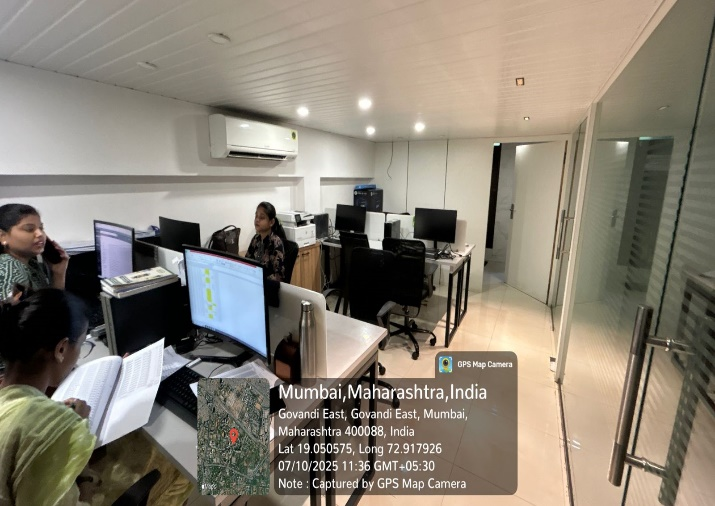 GPS Map Camera
Mumbai,Maharashtra,India
Govandi East, Govandi East, Mumbai,
Maharashtra 400088, India
Lat 19.050575, Long 72.917926
07/10/2025 11:36 GMT+05:30
Note : Captured by GPS Map Camera